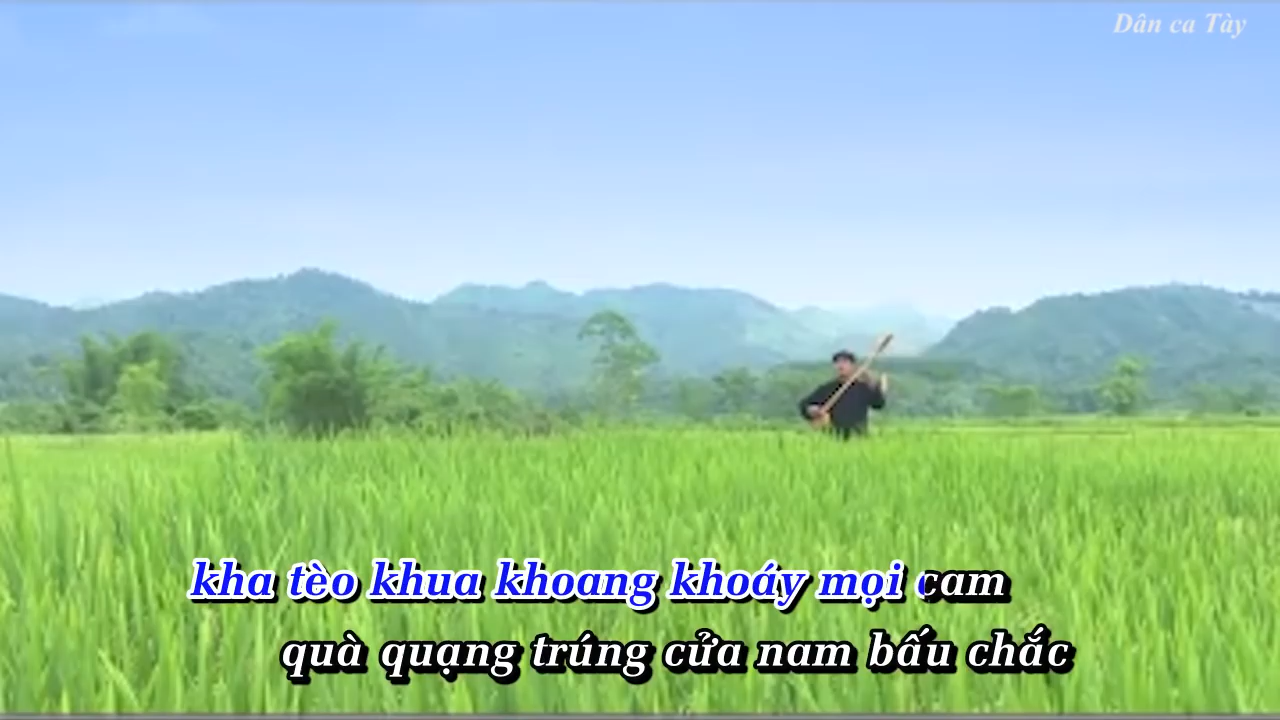 Dân ca Tày
kha tèo khua khoang khoáy mọi cam
quà quạng trúng cửa nam bấu chắc